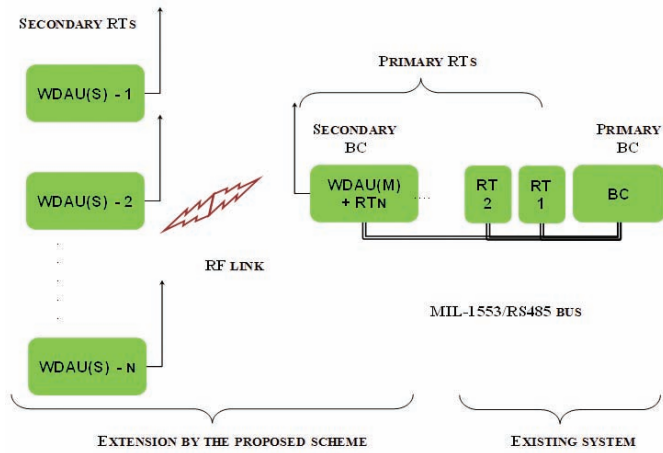 SECONDARY RTS
WDAU(S) - 1
WDAU(S) - 2
WDAU(S) - N
RF LINK
PRIMARY RTS
SECONDARY
BC
PRIMARY
BC
WDAU(M)
+ RTN
....
RT
2
RT
1
BC
MIL-1553/RS485 BUS
EXTENSION BY THE PROPOSED SCHEME
EXISTING SYSTEM